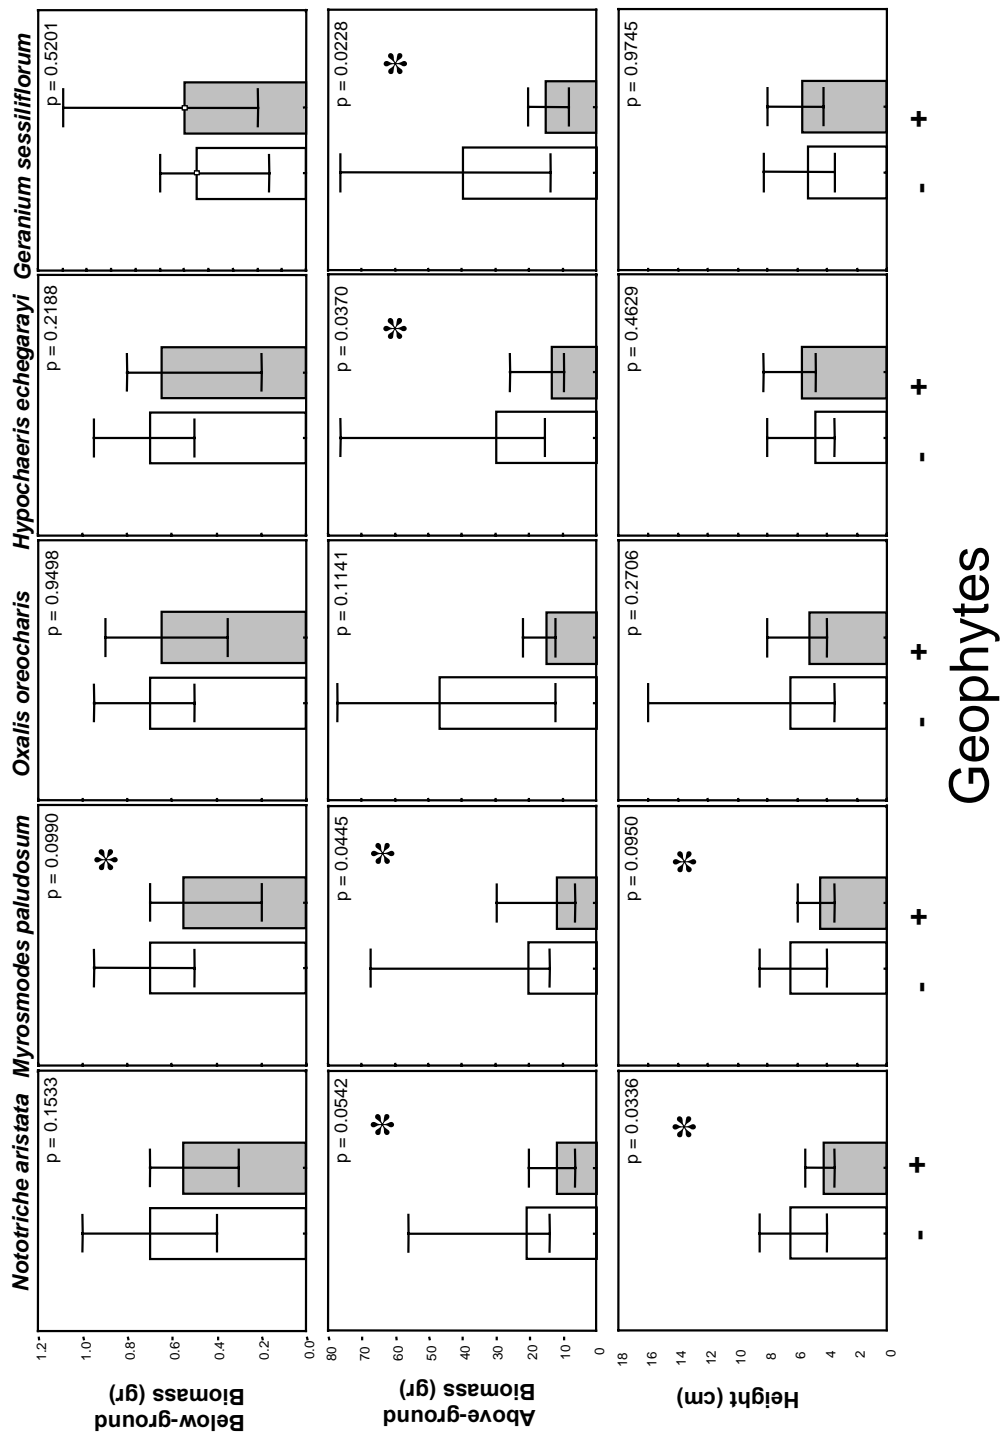 Nototriche aristata Myrosmodes paludosum Oxalis oreocharis Hypochaeris echegarayi Geranium sessiliflorum
Below-ground
Biomass (gr)
1.2
1.0
0.8
0.6
0.4
0.2
0.0
p = 0.1533
p = 0.0990
*
p = 0.9498
p = 0.2188
p = 0.5201
Above-ground
Biomass (gr)
80
70
60
50
40
30
20
10
0
p = 0.0542
*
p = 0.0445
*
p = 0.1141
p = 0.0370
*
p = 0.0228
*
Height (cm)
18
16
14
12
10
8
6
4
2
0
p = 0.0336
*
p = 0.0950
*
p = 0.2706
p = 0.4629
p = 0.9745
- + - + - + - + - +
Geophytes